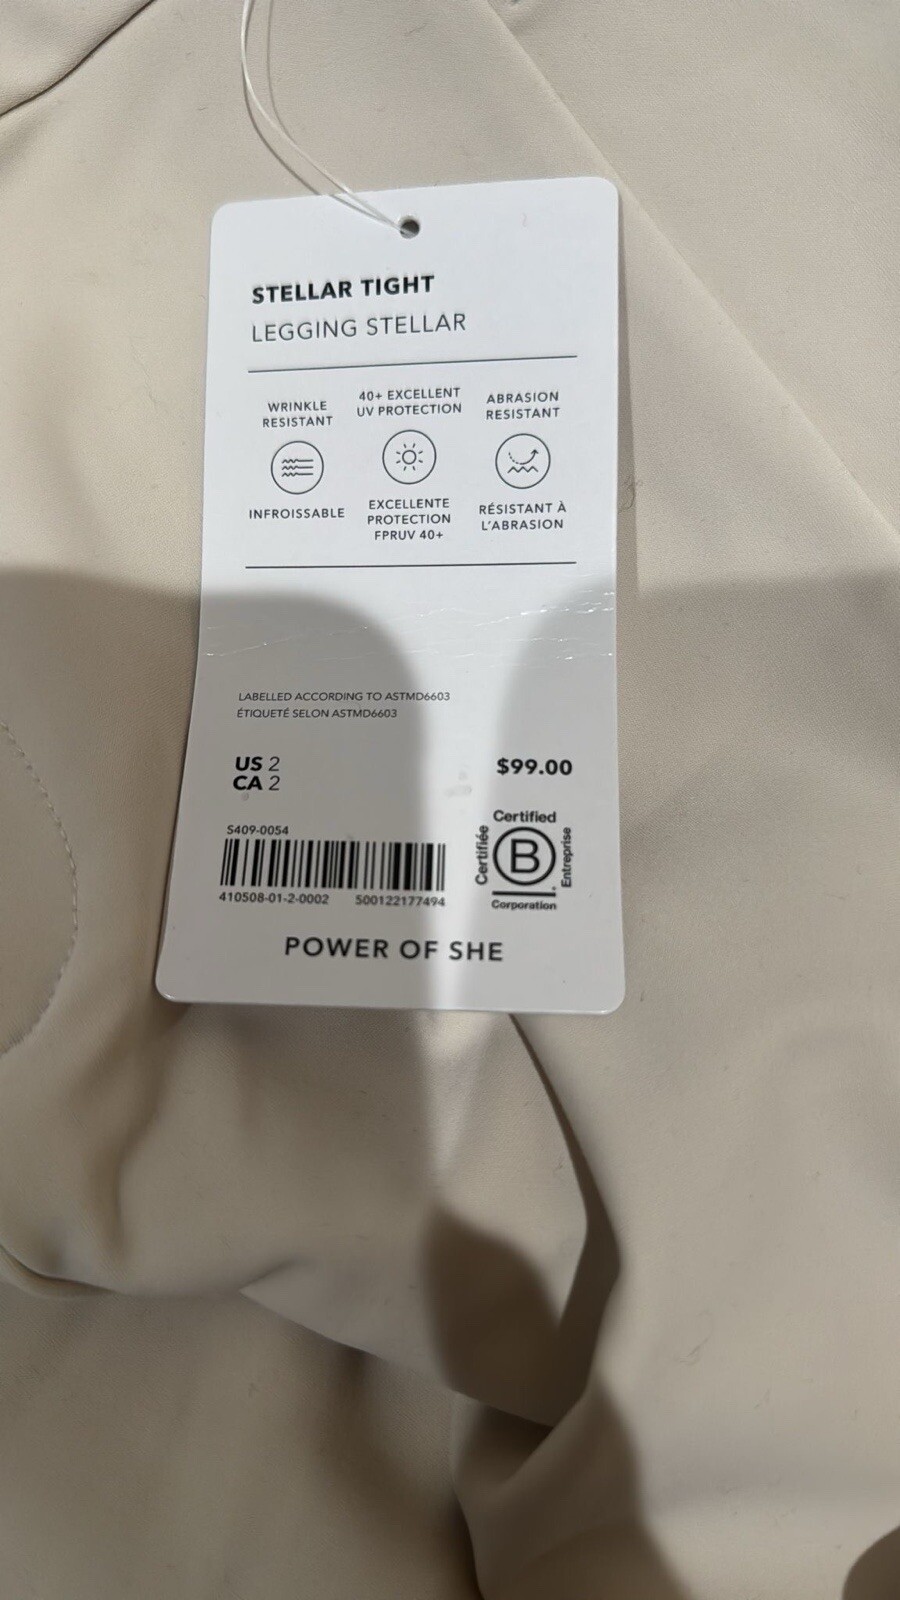 STELLAR TIGHT
LEGGING STELLAR
WRINKLE
RESISTANT
INFROISSABLE
40+ EXCELLENT
UV PROTECTION
EXCELLENTE
PROTECTION
FPRUV 40+
ABRASION
RESISTANT
RÉSISTANT À
L'ABRASION
LABELLED ACCORDING TO ASTMD6603
ÉTIQUETÉ SELON ASTMD6603
US 2
CA 2
$99.00
S409-0054
410508-01-2-0002 500122177494
Certified
Certifiée
B
Entreprise
Corporation
POWER OF SHE